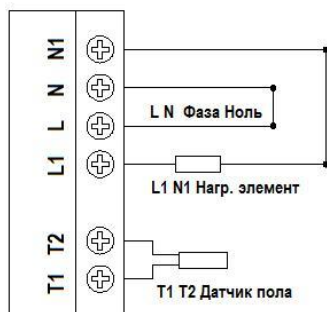 N1
N
L N Фаза Ноль
L
L1
L1 N1 Нагр. элемент
T2
T1
T1 T2 Датчик пола